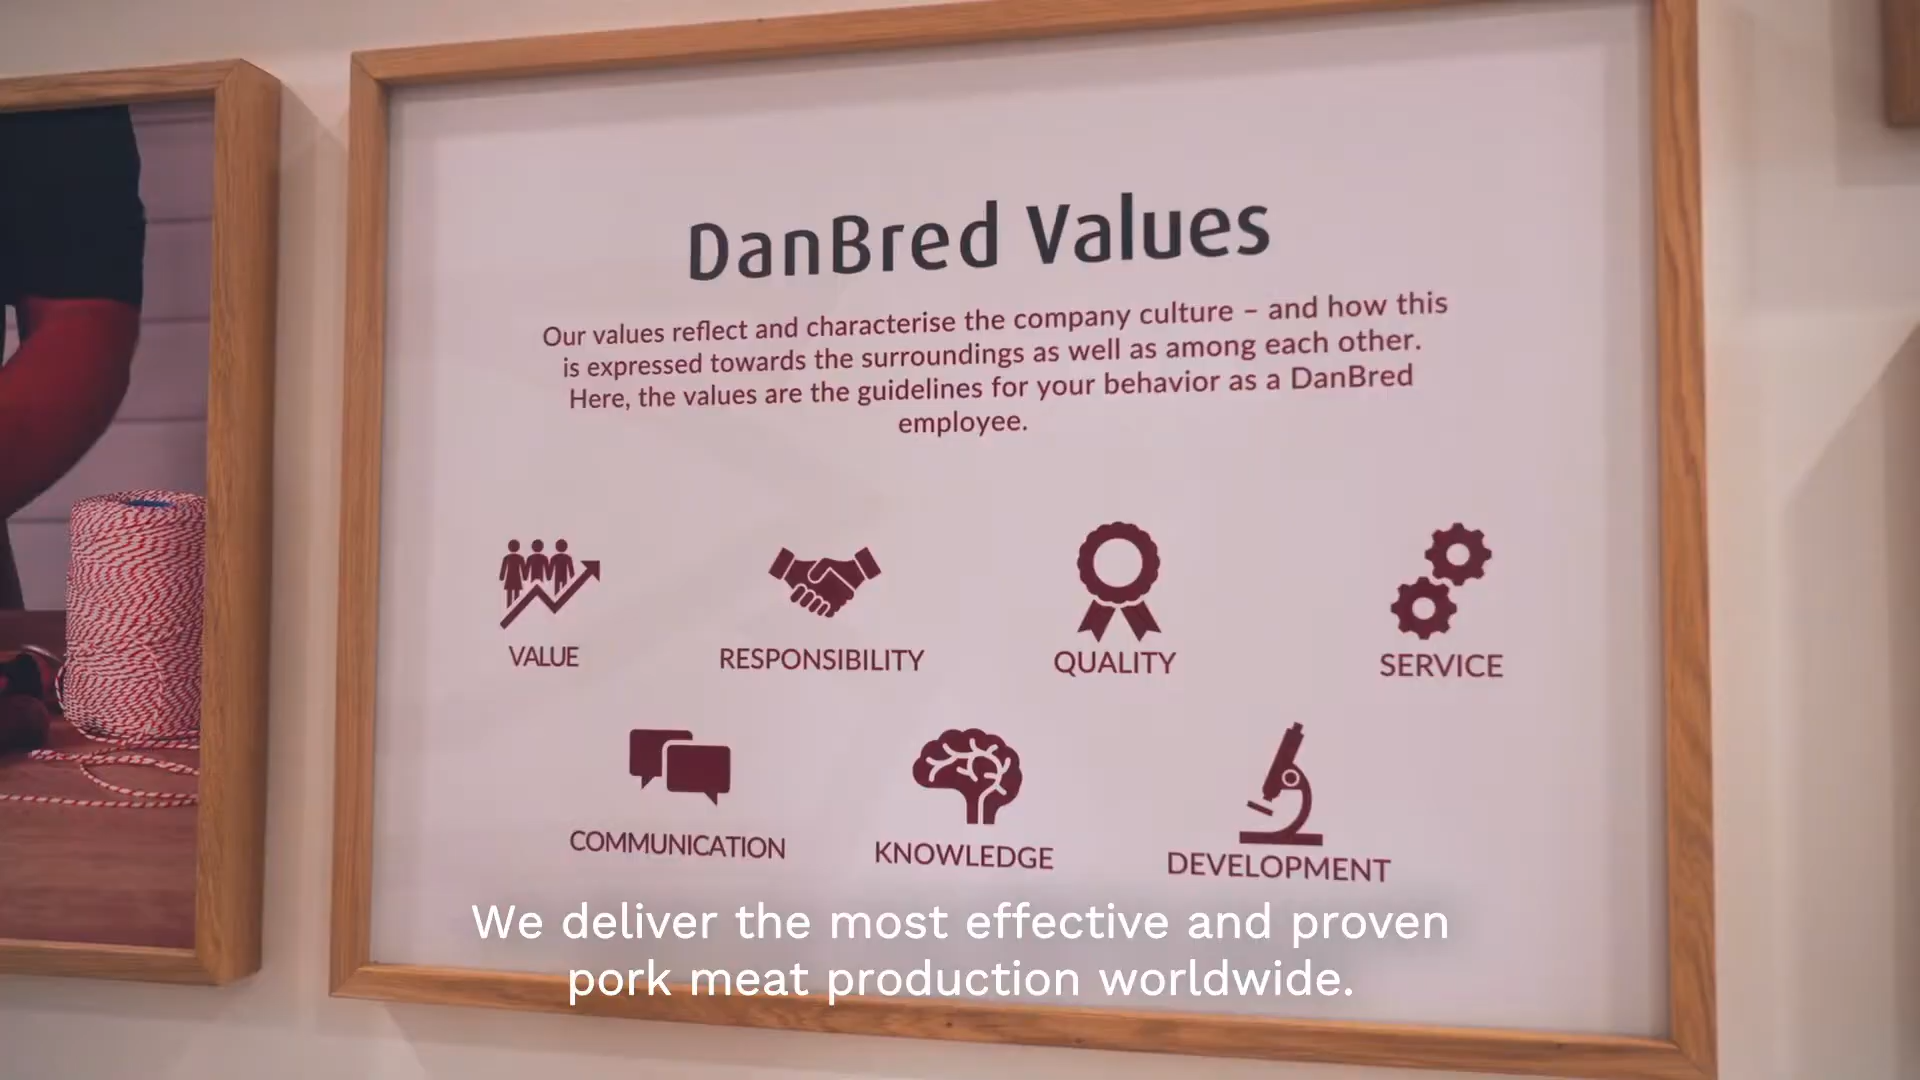 DanBred Values
Our values reflect and characterise the company culture – and how this
is expressed towards the surroundings as well as among each other.
Here, the values are the guidelines for your behavior as a DanBred
employee.
VALUE
RESPONSIBILITY
QUALITY
SERVICE
COMMUNICATION
KNOWLEDGE
DEVELOPMENT
We deliver the most effective and proven
pork meat production worldwide.